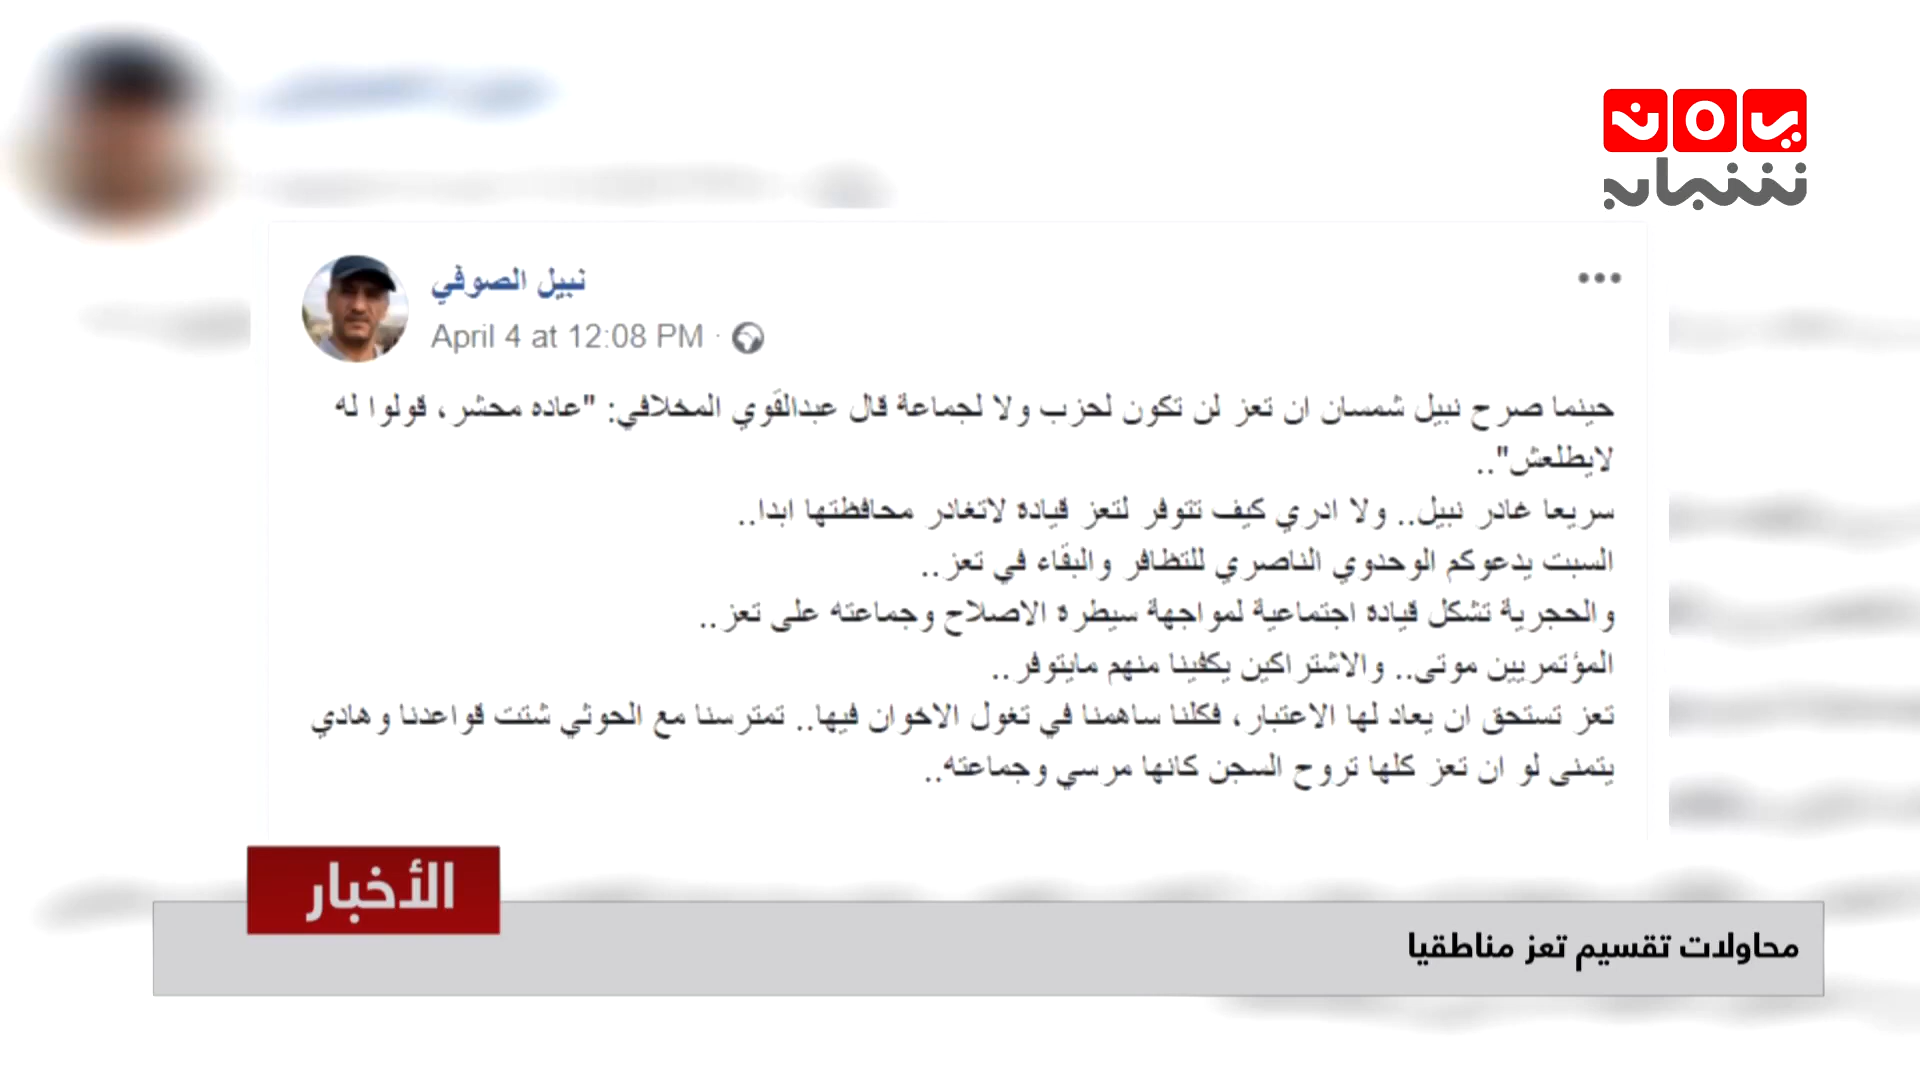 يمن
شباب
نبيل الصوفي
April 4 at 12:08 PM ·
حينما صرح نبيل شمسان ان تعز لن تكون لحزب ولا لجماعة قال عبدالقوي المخلافي: "عاده محشر، قولوا له
لايطلعش"..
سريعا غادر نبيل.. ولا ادري كيف تتوفر لتعز قيادة لاتغادر محافظتها ابدا..
السبت يدعوكم الوحدوي الناصري للتظافر والبقاء في تعز..
والحجرية تشكل قيادة اجتماعية لمواجهة سيطرة الاصلاح وجماعته على تعز..
المؤتمريين موتى.. والاشتراكين يكفينا منهم مايتوفر..
تعز تستحق ان يعاد لها الاعتبار، فكلنا ساهمنا في تغول الاخوان فيها.. تمترسنا مع الحوثي شتت قواعدنا وهادي
يتمنى لو ان تعز كلها تروح السجن كانها مرسي وجماعته..
الأخبار
محاولات تقسيم تعز مناطقيا